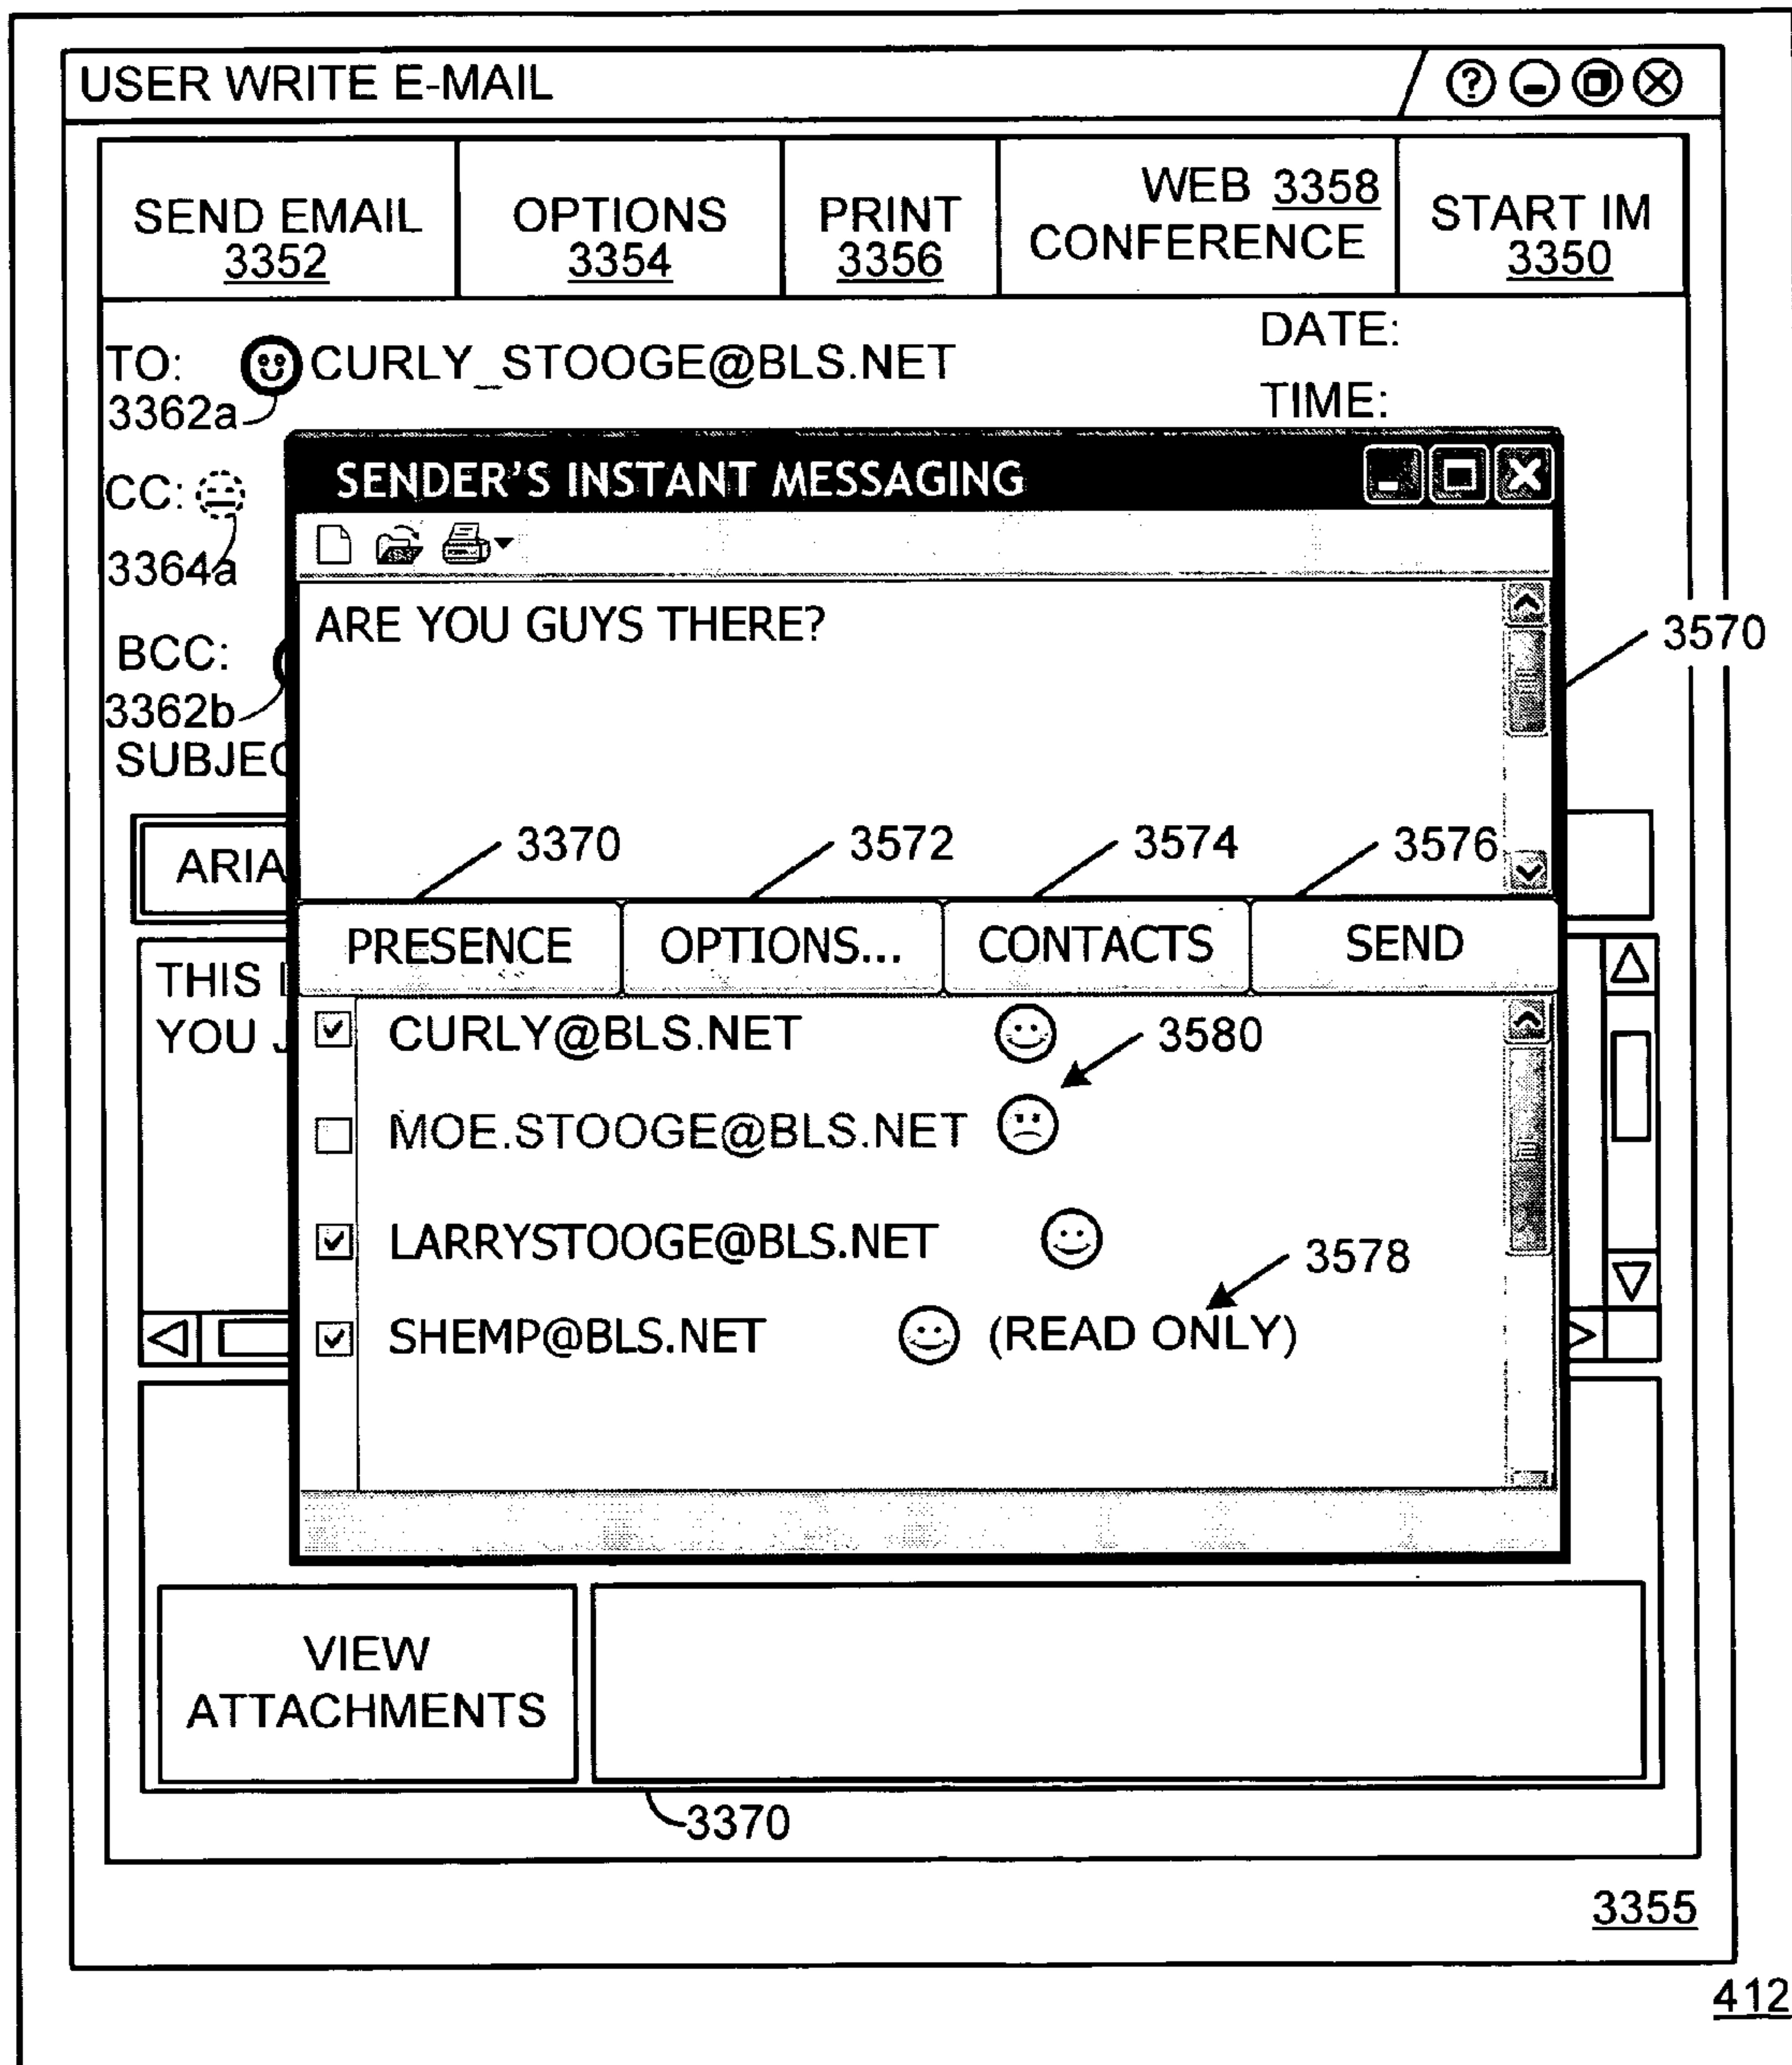 USER WRITE E-MAIL
SEND EMAIL
3352
OPTIONS
3354
PRINT
3356
WEB 3358
CONFERENCE
START IM
3350
TO: CURLY_STOOGE@BLS.NET
3362a
DATE:
TIME:
CC:
3364a
BCC:
3362b
SUBJEC
SENDER'S INSTANT MESSAGING
ARE YOU GUYS THERE?
3570
ARIA
3370
3572
3574
3576
PRESENCE
OPTIONS...
CONTACTS
SEND
THIS
YOU J
CURLY@BLS.NET
3580
MOE.STOOGE@BLS.NET
LARRYSTOOGE@BLS.NET
3578
SHEMP@BLS.NET (READ ONLY)
VIEW
ATTACHMENTS
3370
3355
412